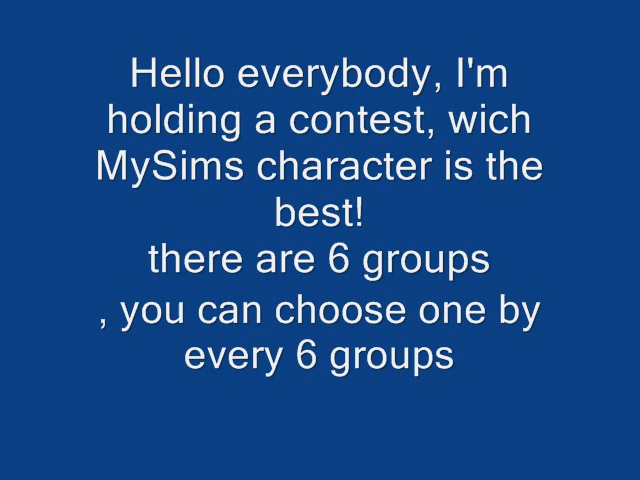 Hello everybody, I'm
holding a contest, wich
MySims character is the
best!
there are 6 groups
, you can choose one by
every 6 groups